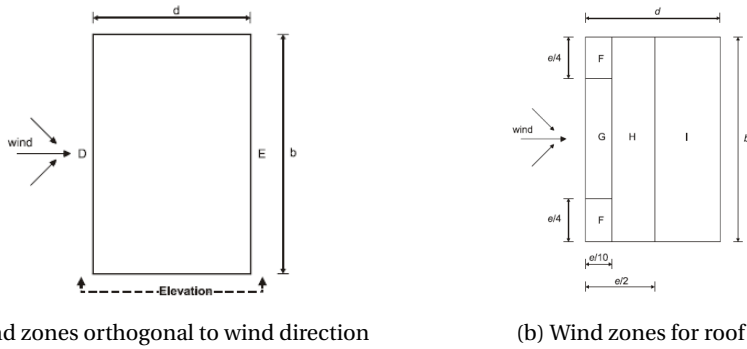 d
wind
D
E
b
Elevation
d
e/4
F
wind
G
H
I
e/4
F
e/10
e/2
nd zones orthogonal to wind direction
(b) Wind zones for roof